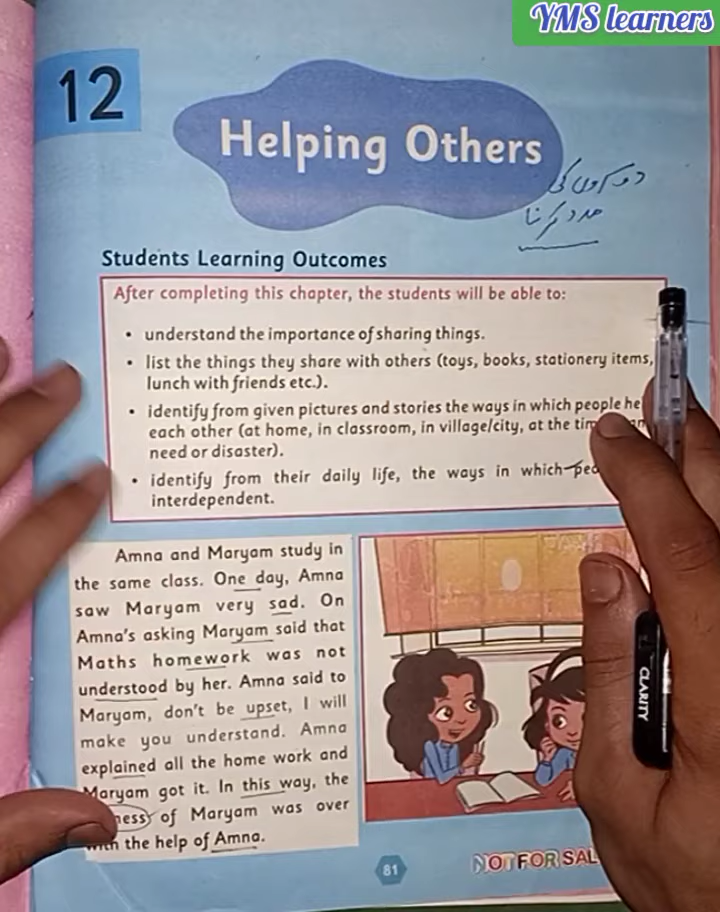 YMS learners
12
Helping Others
دوسروں کی
مدد کرنا
Students Learning Outcomes
After completing this chapter, the students will be able to:
• understand the importance of sharing things.
• list the things they share with others (toys, books, stationery items,
lunch with friends etc.).
• identify from given pictures and stories the ways in which people he
each other (at home, in classroom, in village/city, at the tim
need or disaster).
• identify from their daily life, the ways in which peo
interdependent.
Amna and Maryam study in
the same class. One day, Amna
saw Maryam very sad. On
Amna's asking Maryam said that
Maths homework was not
understood by her. Amna said to
Maryam, don't be upset, I will
make you understand. Amna
explained all the home work and
Maryam got it. In this way, the
ness of Maryam was over
with the help of Amna.
81
NOT FOR SAL
CLARITY